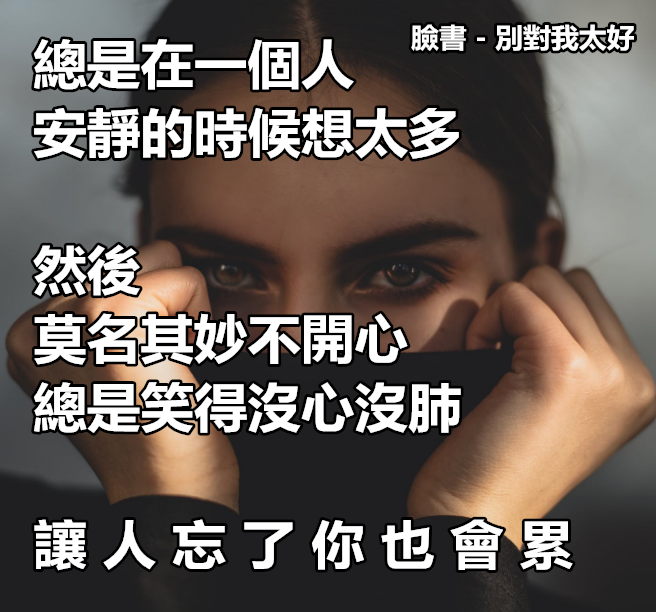 臉書 - 別對我太好
總是在一個人
安靜的時候想太多
然後
莫名其妙不開心
總是笑得沒心沒肺
讓人忘了你也會累